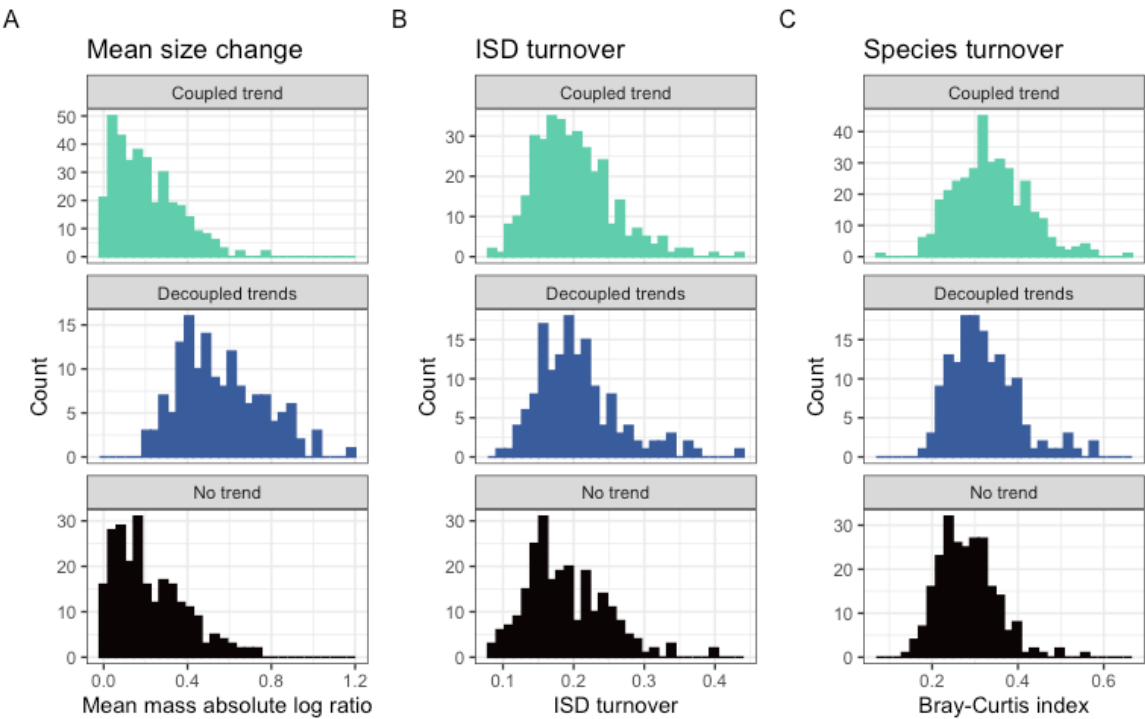 A
Mean size change
Coupled trend
50
40
30
20
10
0
Decoupled trends
15
10
5
0
No trend
30
20
10
0
0.0 0.4 0.8 1.2
Mean mass absolute log ratio
Count
B
ISD turnover
Coupled trend
30
20
10
0
Decoupled trends
15
10
5
0
No trend
30
20
10
0
0.1 0.2 0.3 0.4
ISD turnover
Count
C
Species turnover
Coupled trend
40
30
20
10
0
Decoupled trends
15
10
5
0
No trend
30
20
10
0
0.2 0.4 0.6
Bray-Curtis index
Count